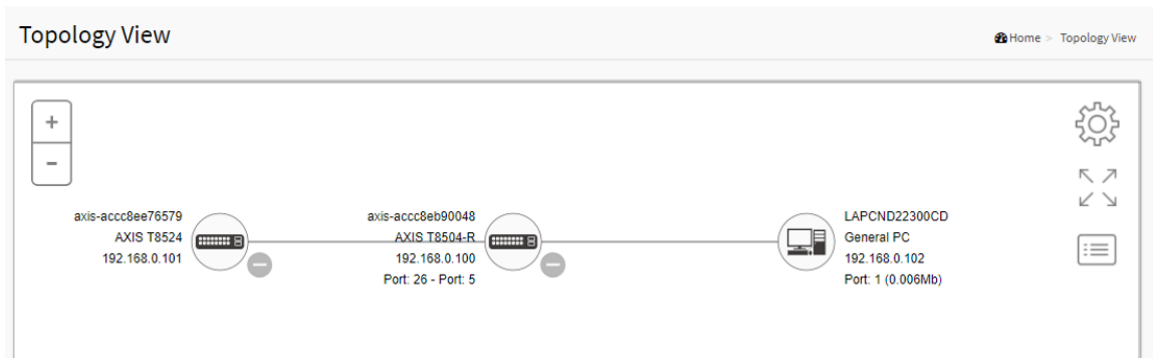 Topology View
Home > Topology View
+
−
axis-accc8ee76579
AXIS T8524
192.168.0.101
axis-accc8eb90048
AXIS T8504-R
192.168.0.100
Port: 26 - Port: 5
LAPCND22300CD
General PC
192.168.0.102
Port: 1 (0.006Mb)